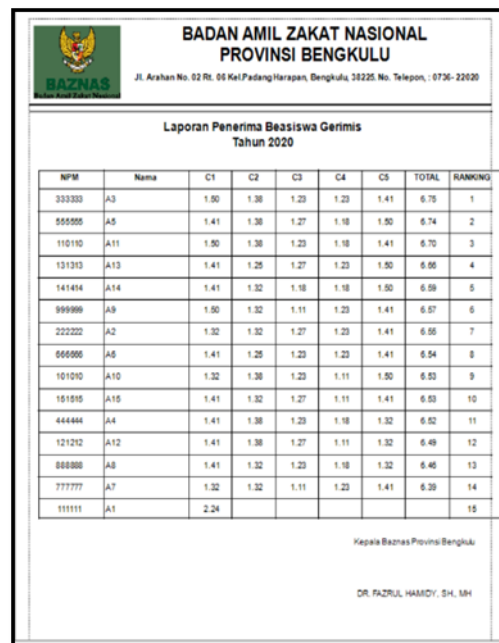 BADAN AMIL ZAKAT NASIONAL
PROVINSI BENGKULU
Jl. Arahan No. 02 Rt. 06 Kel.Padang Harapan, Bengkulu, 38225. No. Telepon, : 0736- 22020
BAZNAS
Badan Amil Zakat Nasional
Laporan Penerima Beasiswa Gerimis
Tahun 2020
NPM Nama C1 C2 C3 C4 C5 TOTAL RANKING
333333 A3 1.50 1.38 1.23 1.23 1.41 6.75 1
555555 A5 1.41 1.38 1.27 1.18 1.50 6.74 2
110110 A11 1.50 1.38 1.23 1.18 1.41 6.70 3
131313 A13 1.41 1.25 1.27 1.23 1.50 6.66 4
141414 A14 1.41 1.32 1.18 1.18 1.50 6.59 5
999999 A9 1.50 1.32 1.11 1.23 1.41 6.57 6
222222 A2 1.32 1.32 1.27 1.23 1.41 6.55 7
666666 A6 1.41 1.25 1.23 1.23 1.41 6.54 8
101010 A10 1.32 1.38 1.23 1.11 1.50 6.53 9
151515 A15 1.41 1.32 1.27 1.11 1.41 6.53 10
444444 A4 1.41 1.38 1.23 1.18 1.32 6.52 11
121212 A12 1.41 1.38 1.27 1.11 1.32 6.49 12
888888 A8 1.41 1.32 1.23 1.18 1.32 6.46 13
777777 A7 1.32 1.32 1.11 1.23 1.41 6.39 14
111111 A1 2.24 15
Kepala Baznas Provinsi Bengkulu
DR. FAZRUL HAMIDY, SH., MH